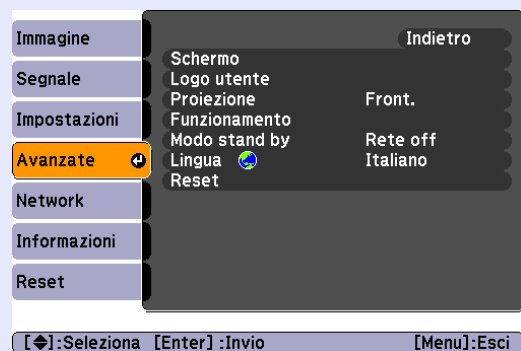 Immagine
Segnale
Impostazioni
Avanzate
Network
Informazioni
Reset
Indietro
Schermo
Logo utente
Proiezione Front.
Funzionamento
Modo stand by Rete off
Lingua Italiano
Reset
[◆]:Seleziona [Enter] :Invio [Menu]:Esci